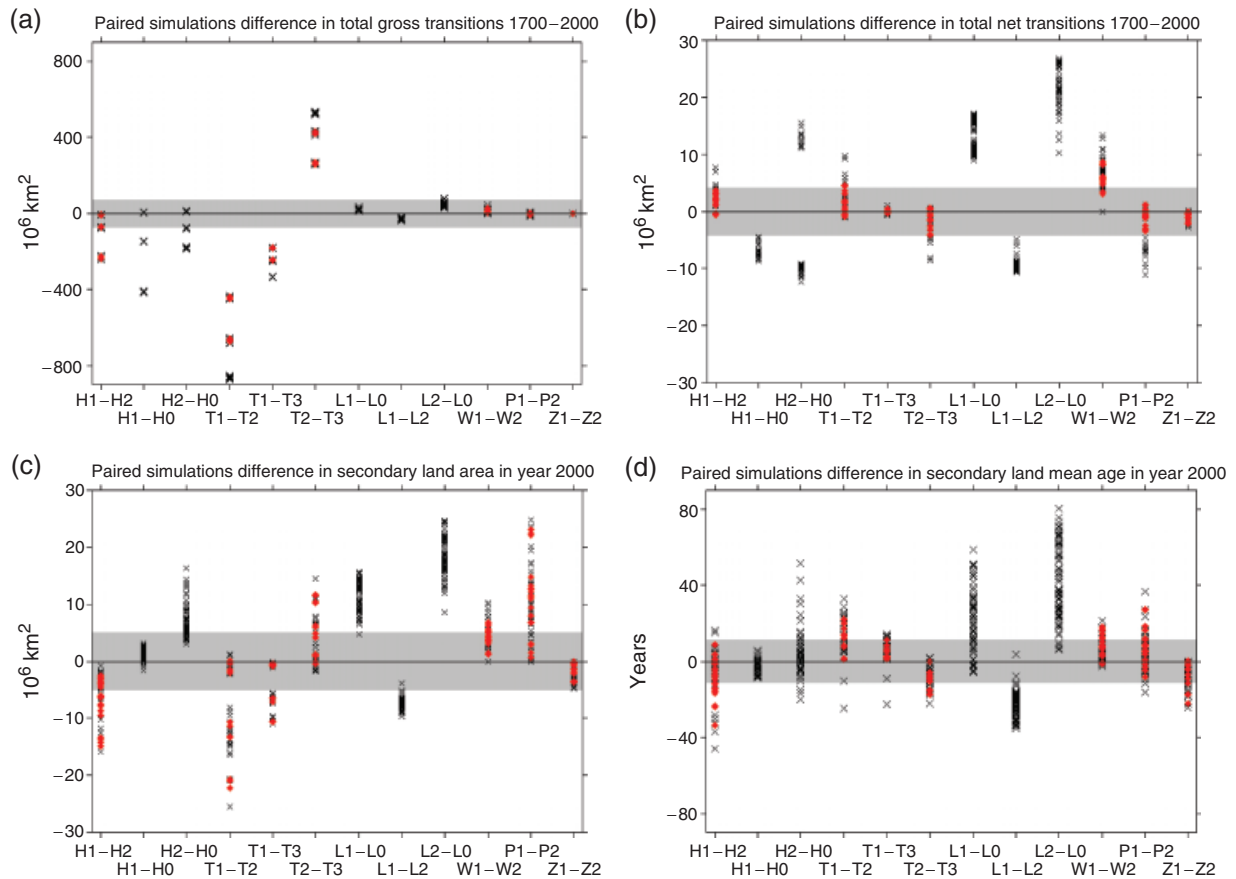 (a) Paired simulations difference in total gross transitions 1700−2000
800
400
0
−400
−800
10⁶ km²
H1−H2 H2−H0 T1−T3 L1−L0 L2−L0 P1−P2
H1−H0 T1−T2 T2−T3 L1−L2 W1−W2 Z1−Z2
(b) Paired simulations difference in total net transitions 1700−2000
30
20
10
0
−10
−20
−30
10⁶ km²
H1−H2 H2−H0 T1−T3 L1−L0 L2−L0 P1−P2
H1−H0 T1−T2 T2−T3 L1−L2 W1−W2 Z1−Z2
(c) Paired simulations difference in secondary land area in year 2000
30
20
10
0
−10
−20
−30
10⁶ km²
H1−H2 H2−H0 T1−T3 L1−L0 L2−L0 P1−P2
H1−H0 T1−T2 T2−T3 L1−L2 W1−W2 Z1−Z2
(d) Paired simulations difference in secondary land mean age in year 2000
80
40
0
−40
−80
Years
H1−H2 H2−H0 T1−T3 L1−L0 L2−L0 P1−P2
H1−H0 T1−T2 T2−T3 L1−L2 W1−W2 Z1−Z2